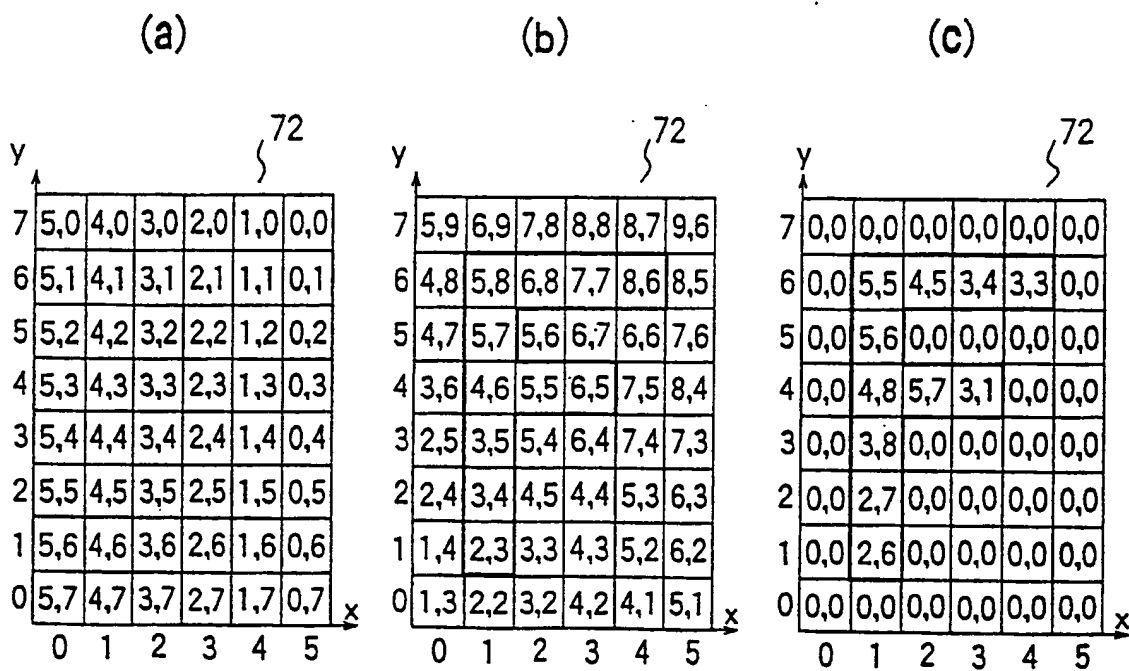 (a) (b) (c)
72 72 72
y y y
7 5,0 4,0 3,0 2,0 1,0 0,0 7 5,9 6,9 7,8 8,8 8,7 9,6 7 0,0 0,0 0,0 0,0 0,0 0,0
6 5,1 4,1 3,1 2,1 1,1 0,1 6 4,8 5,8 6,8 7,7 8,6 8,5 6 0,0 5,5 4,5 3,4 3,3 0,0
5 5,2 4,2 3,2 2,2 1,2 0,2 5 4,7 5,7 5,6 6,7 6,6 7,6 5 0,0 5,6 0,0 0,0 0,0 0,0
4 5,3 4,3 3,3 2,3 1,3 0,3 4 3,6 4,6 5,5 6,5 7,5 8,4 4 0,0 4,8 5,7 3,1 0,0 0,0
3 5,4 4,4 3,4 2,4 1,4 0,4 3 2,5 3,5 5,4 6,4 7,4 7,3 3 0,0 3,8 0,0 0,0 0,0 0,0
2 5,5 4,5 3,5 2,5 1,5 0,5 2 2,4 3,4 4,5 4,4 5,3 6,3 2 0,0 2,7 0,0 0,0 0,0 0,0
1 5,6 4,6 3,6 2,6 1,6 0,6 1 1,4 2,3 3,3 4,3 5,2 6,2 1 0,0 2,6 0,0 0,0 0,0 0,0
0 5,7 4,7 3,7 2,7 1,7 0,7 x 0 1,3 2,2 3,2 4,2 4,1 5,1 x 0 0,0 0,0 0,0 0,0 0,0 0,0 x
0 1 2 3 4 5 0 1 2 3 4 5 0 1 2 3 4 5